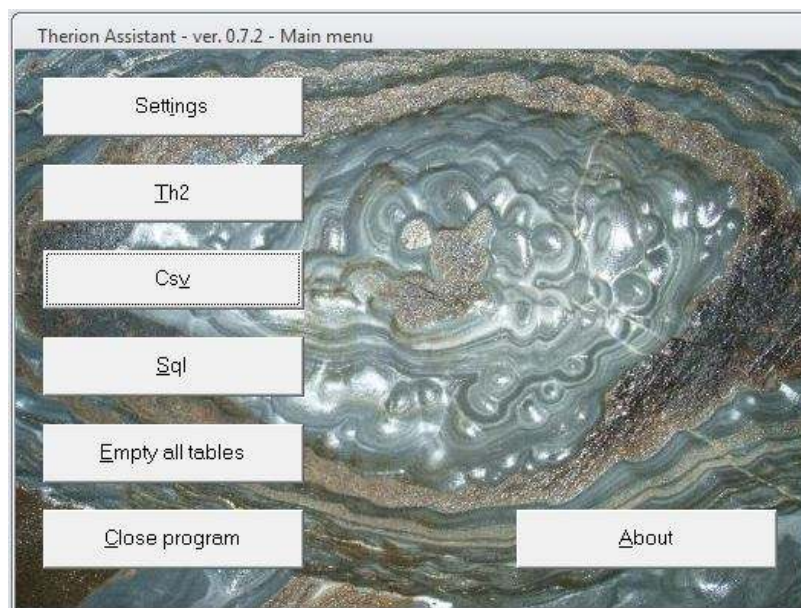 Therion Assistant - ver. 0.7.2 - Main menu
Settings
Th2
Csv
Sql
Empty all tables
Close program
About